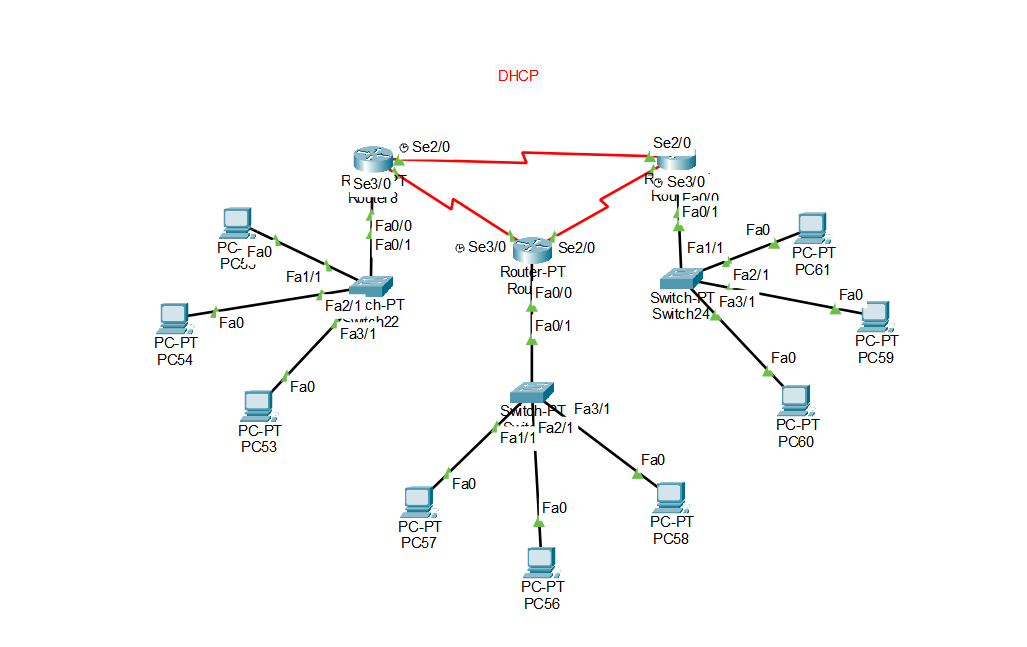 DHCP
Se2/0
Se2/0
Se3/0
Router8
Se3/0
Fa0/0
Fa0/1
Fa0/0
Fa0/1
Fa0
Fa1/1
Fa2/1
Switch22
Fa3/1
Fa0
PC-PT
PC54
Fa0
PC-PT
PC53
Se3/0
Se2/0
Router-PT
Fa0/0
Fa0/1
Switch-PT
Fa3/1
Fa2/1
Fa1/1
Fa0
PC-PT
PC57
Fa0
PC-PT
PC56
Fa0
PC-PT
PC58
Fa1/1
Fa2/1
Switch-PT
Fa3/1
Switch24
Fa0
PC-PT
PC61
Fa0
PC-PT
PC59
Fa0
PC-PT
PC60